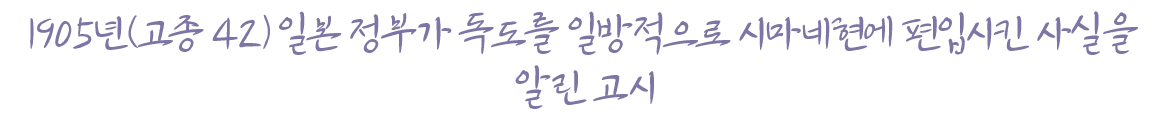 1905년(고종 42) 일본 정부가 독도를 일방적으로 시마네현에 편입시킨 사실을
알린 고시